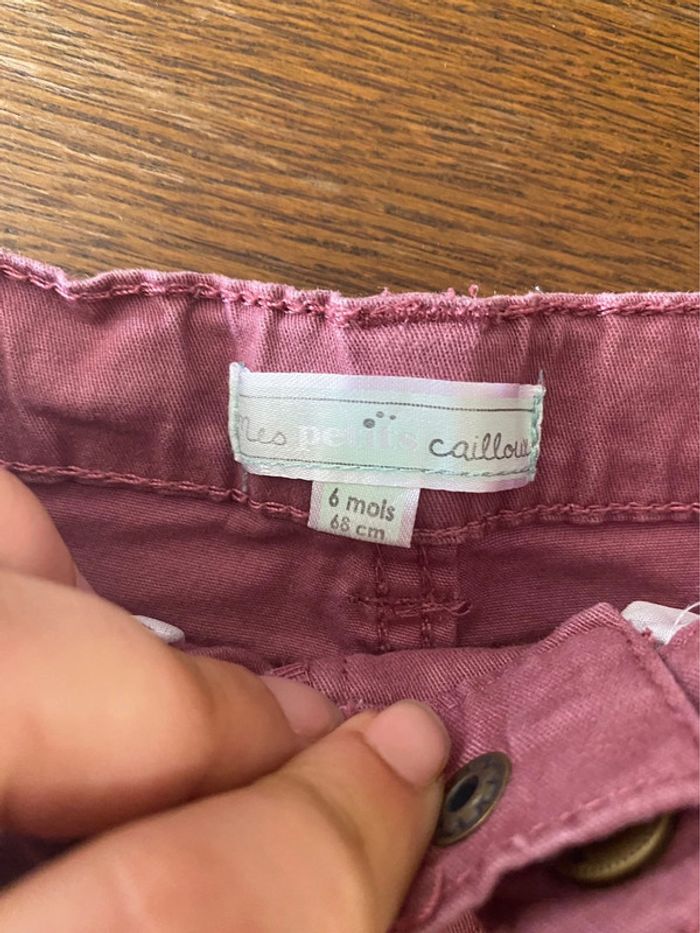 Mes petits cailloux
6 mois
68 cm